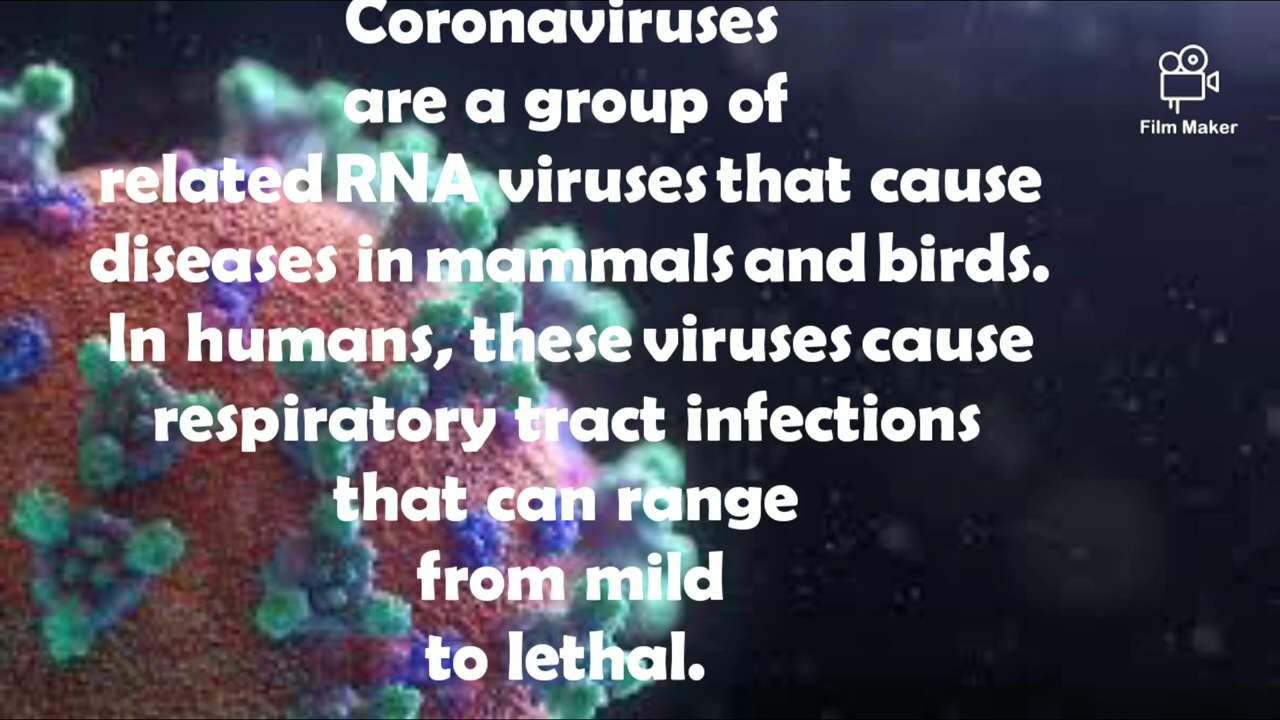 Coronaviruses
are a group of
related RNA viruses that cause
diseases in mammals and birds.
In humans, these viruses cause
respiratory tract infections
that can range
from mild
to lethal.
Film Maker